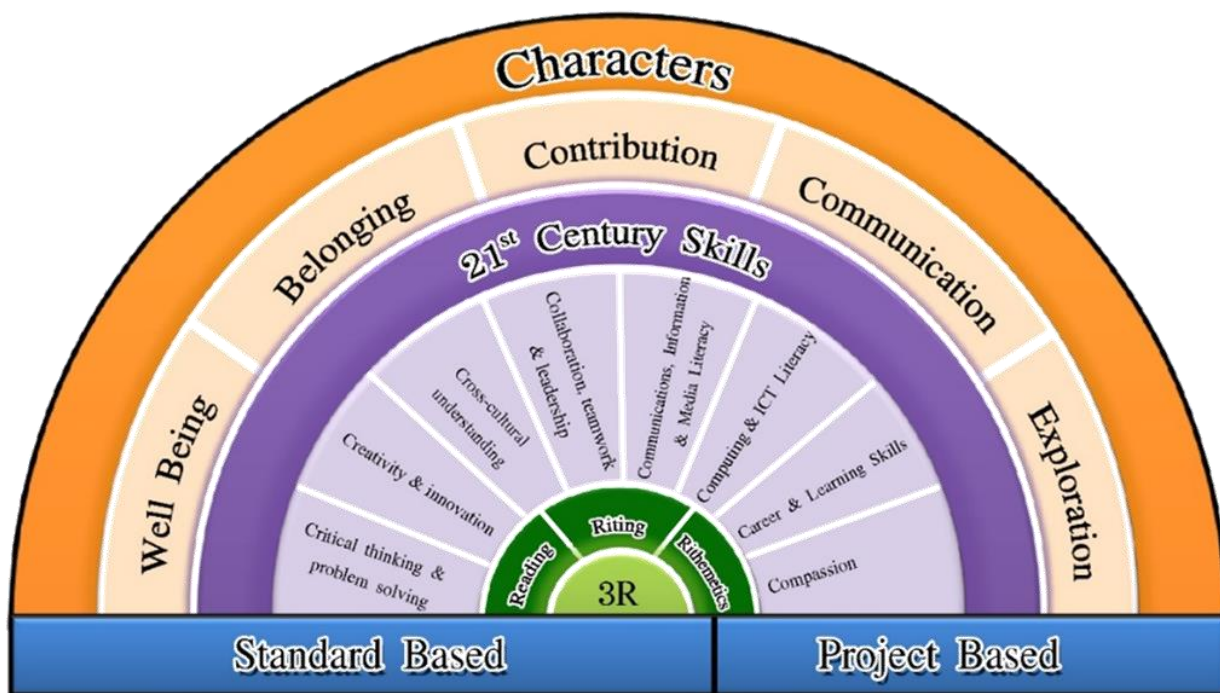 Characters
Well Being
Belonging
Contribution
Communication
Exploration
21st Century Skills
Critical thinking &
problem solving
Creativity & innovation
Cross-cultural
understanding
Collaboration, teamwork
& leadership
Communications, Information
& Media Literacy
Computing & ICT Literacy
Career & Learning Skills
Compassion
Reading
Riting
Rithemetics
3R
Standard Based
Project Based